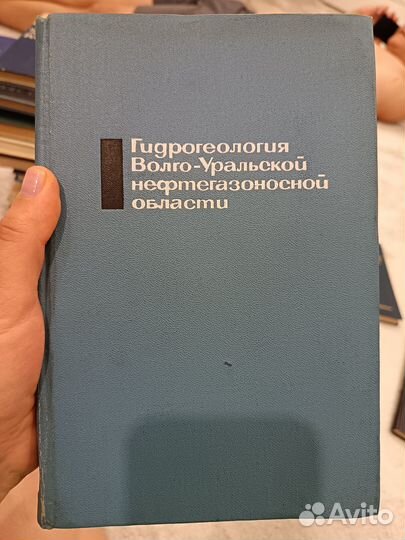 Гидрогеология
Волго-Уральской
нефтегазоносной
области
Avito